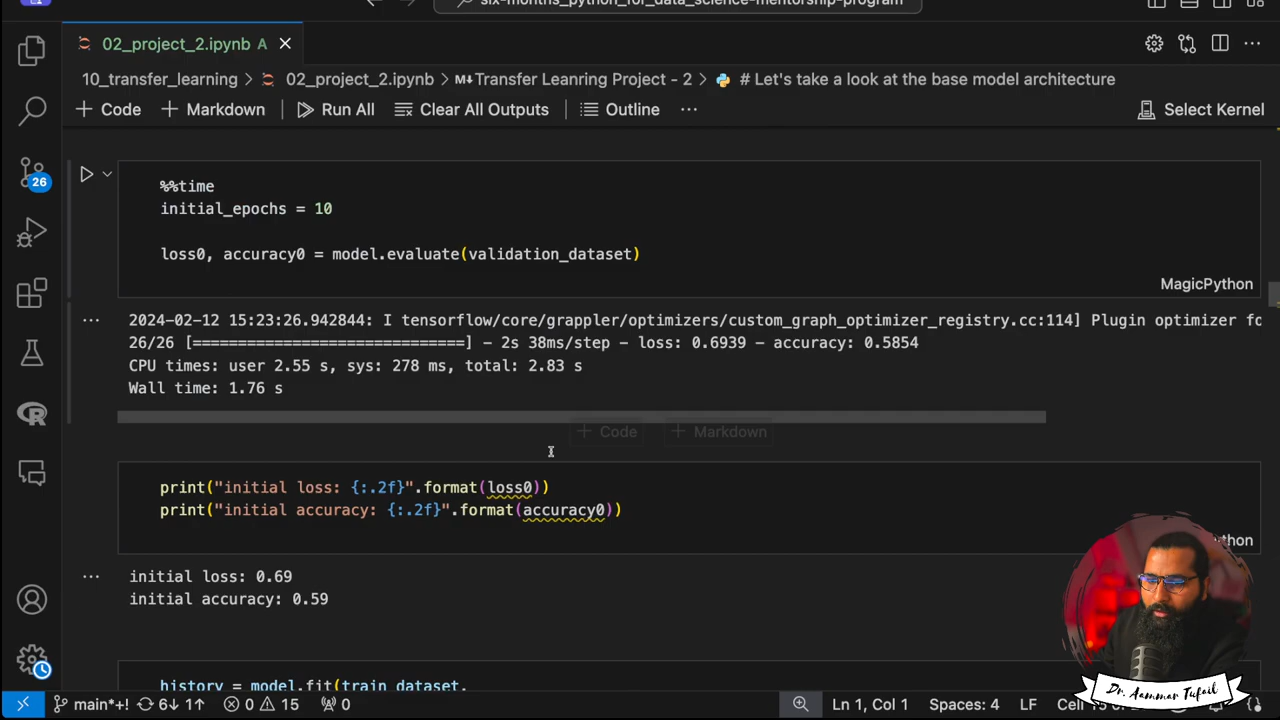 six-months_python_for_data_science-mentorship-program
02_project_2.ipynb A
10_transfer_learning > 02_project_2.ipynb > M↓Transfer Leanring Project - 2 > # Let's take a look at the base model architecture
+ Code + Markdown Run All Clear All Outputs Outline ... Select Kernel
26
%%time
initial_epochs = 10
loss0, accuracy0 = model.evaluate(validation_dataset)
MagicPython
2024-02-12 15:23:26.942844: I tensorflow/core/grappler/optimizers/custom_graph_optimizer_registry.cc:114] Plugin optimizer fo
26/26 [==============================] - 2s 38ms/step - loss: 0.6939 - accuracy: 0.5854
CPU times: user 2.55 s, sys: 278 ms, total: 2.83 s
Wall time: 1.76 s
+ Code + Markdown
print("initial loss: {:.2f}".format(loss0))
print("initial accuracy: {:.2f}".format(accuracy0))
initial loss: 0.69
initial accuracy: 0.59
history = model.fit(train_dataset,
Dr. Aammar Tufail
main*+! 6↓ 1↑ 0 15 0 Ln 1, Col 1 Spaces: 4 LF